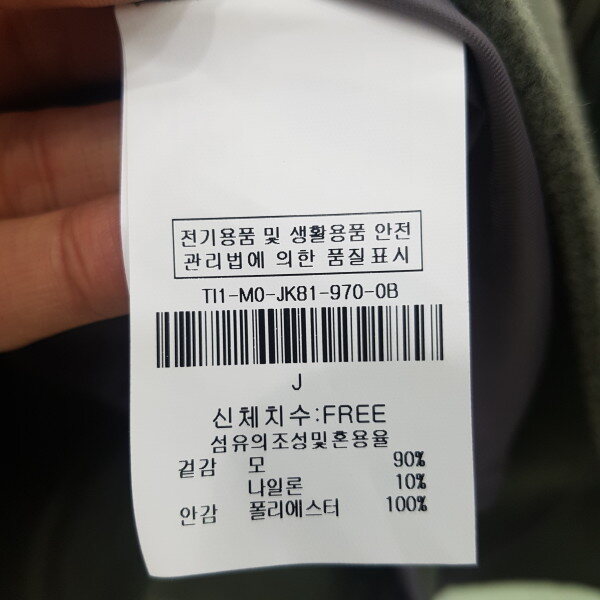 전기용품 및 생활용품 안전
관리법에 의한 품질표시
TI1-M0-JK81-970-0B
J
신체치수:FREE
섬유의조성및혼용율
겉감 모 90%
나일론 10%
안감 폴리에스터 100%